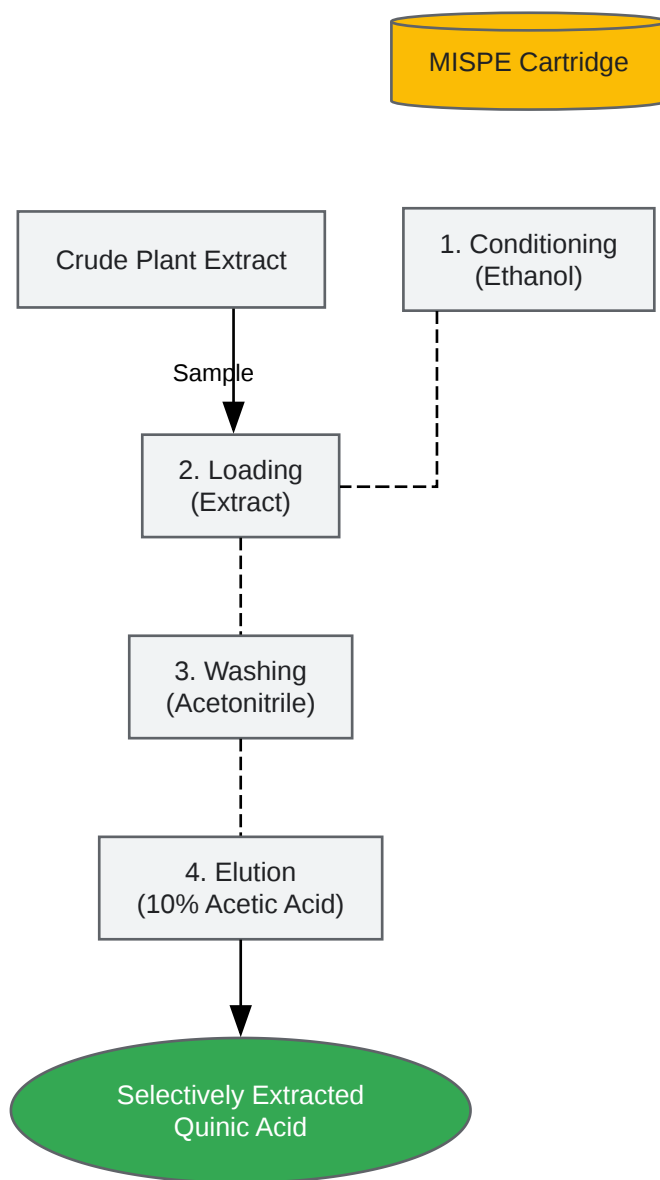 MISPE Cartridge
Crude Plant Extract
1. Conditioning
(Ethanol)
Sample
2. Loading
(Extract)
3. Washing
(Acetonitrile)
4. Elution
(10% Acetic Acid)
Selectively Extracted
Quinic Acid